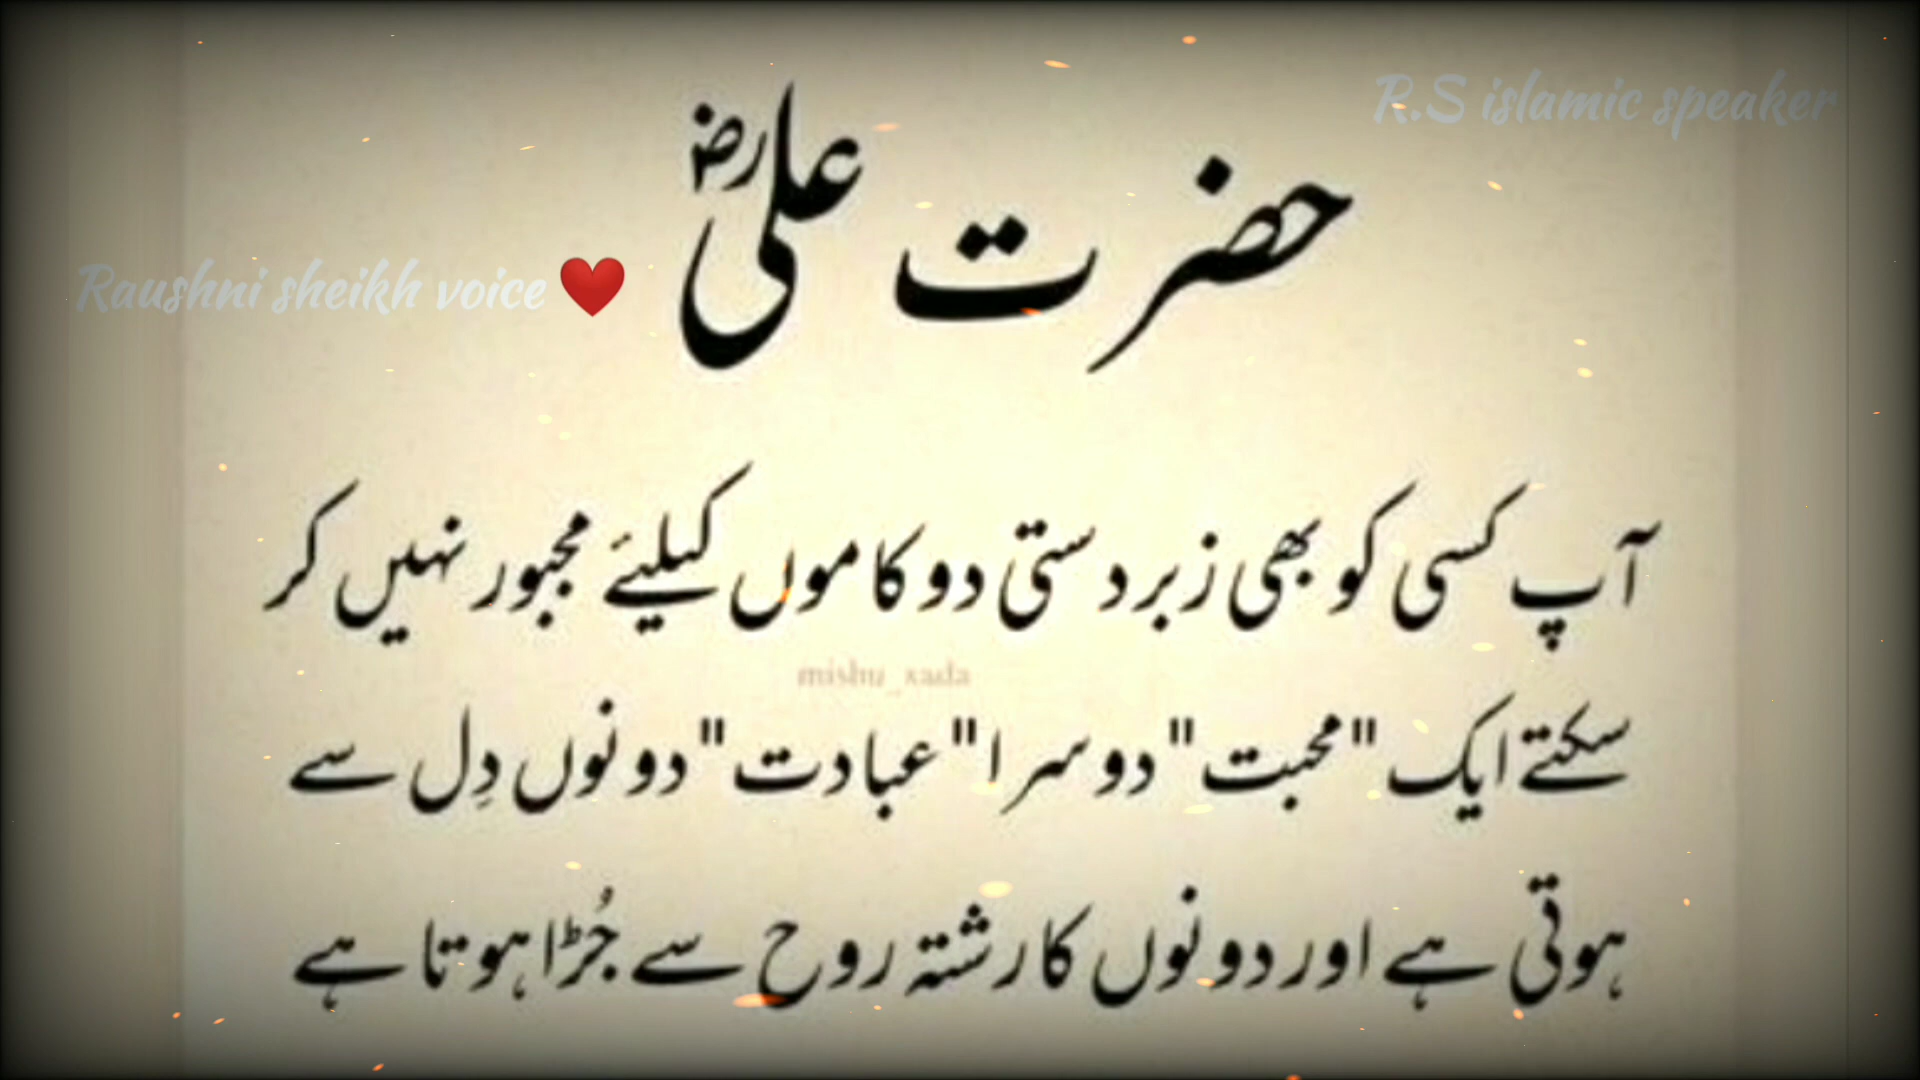 R.S islamic speaker
حضرت علیؓ
Raushni sheikh voice ❤️
آپ کسی کو بھی زبردستی دو کاموں کیلئے مجبور نہیں کر
mishu_xada
سکتے ایک "محبت" دوسرا "عبادت" دونوں دِل سے
ہوتی ہے اور دونوں کا رشتہ روح سے جُڑا ہوتا ہے